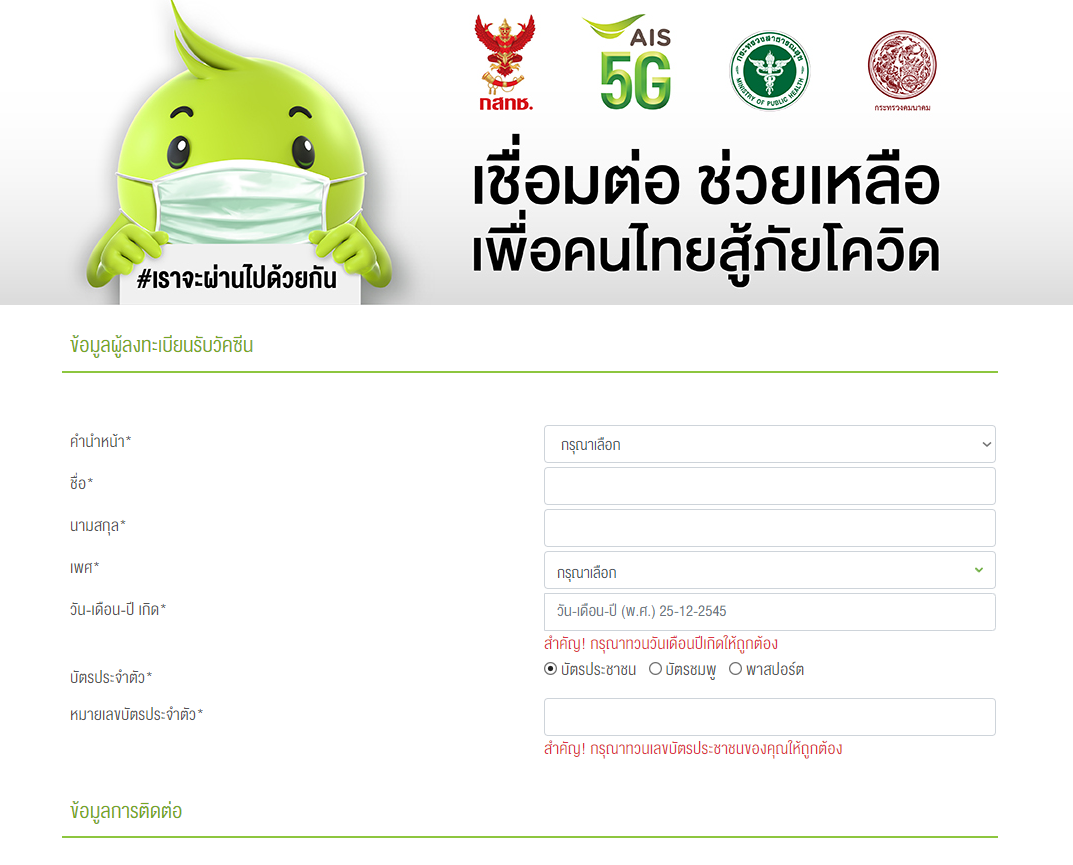 กสทช.
AIS
5G
กระทรวงสาธารณสุข
MINISTRY OF PUBLIC HEALTH
กระทรวงคมนาคม
เชื่อมต่อ ช่วยเหลือ
เพื่อคนไทยสู้ภัยโควิด
#เราจะผ่านไปด้วยกัน
ข้อมูลผู้ลงทะเบียนรับวัคซีน
คำนำหน้า*
กรุณาเลือก
ชื่อ*
นามสกุล*
เพศ*
กรุณาเลือก
วัน-เดือน-ปี เกิด*
วัน-เดือน-ปี (พ.ศ.) 25-12-2545
สำคัญ! กรุณาทวนวันเดือนปีเกิดให้ถูกต้อง
บัตรประจำตัว*
บัตรประชาชน บัตรชมพู พาสปอร์ต
หมายเลขบัตรประจำตัว*
สำคัญ! กรุณาทวนเลขบัตรประชาชนของคุณให้ถูกต้อง
ข้อมูลการติดต่อ